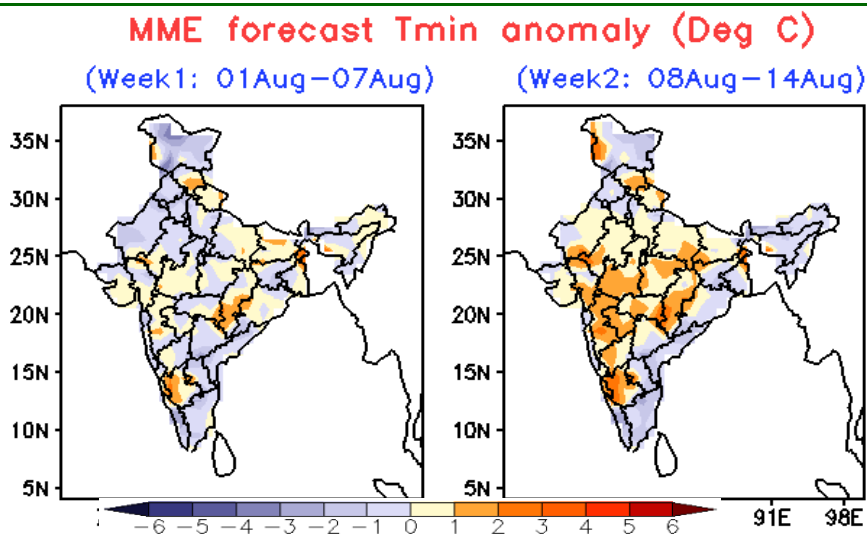 MME forecast Tmin anomaly (Deg C)
(Week1: 01Aug-07Aug)
(Week2: 08Aug-14Aug)
35N
30N
25N
20N
15N
10N
5N
35N
30N
25N
20N
15N
10N
5N
-6 -5 -4 -3 -2 -1 0 1 2 3 4 5 6
91E 98E